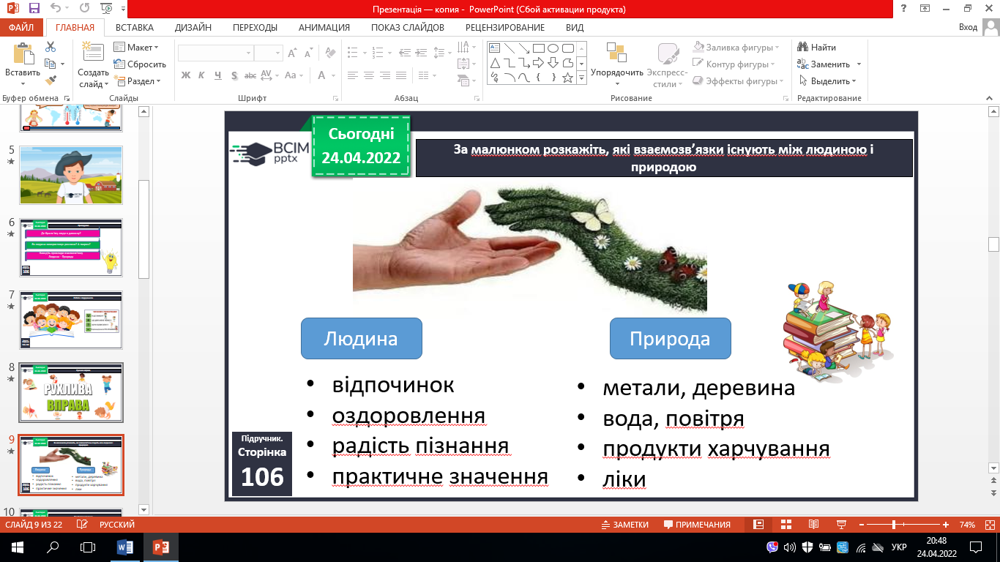 Презентація — копия - PowerPoint (Сбой активации продукта)
ФАЙЛ ГЛАВНАЯ ВСТАВКА ДИЗАЙН ПЕРЕХОДЫ АНИМАЦИЯ ПОКАЗ СЛАЙДОВ РЕЦЕНЗИРОВАНИЕ ВИД Вход
Вставить
Буфер обмена
Создать слайд
Макет
Сбросить
Раздел
Слайды
Ж К Ч S abc AV Aa A
Шрифт
Абзац
Упорядочить
Экспресс-стили
Заливка фигуры
Контур фигуры
Эффекты фигуры
Рисование
Найти
Заменить
Выделить
Редактирование
5
6
7
8
РУХЛИВА
ВПРАВА
9
10
BCIM
pptx
Сьогодні
24.04.2022
За малюнком розкажіть, які взаємозв’язки існують між людиною і
природою
Людина
Природа
• відпочинок
• оздоровлення
• радість пізнання
• практичне значення
• метали, деревина
• вода, повітря
• продукти харчування
• ліки
Підручник.
Сторінка
106
СЛАЙД 9 ИЗ 22 РУССКИЙ ЗАМЕТКИ ПРИМЕЧАНИЯ 74%
УКР
20:48
24.04.2022